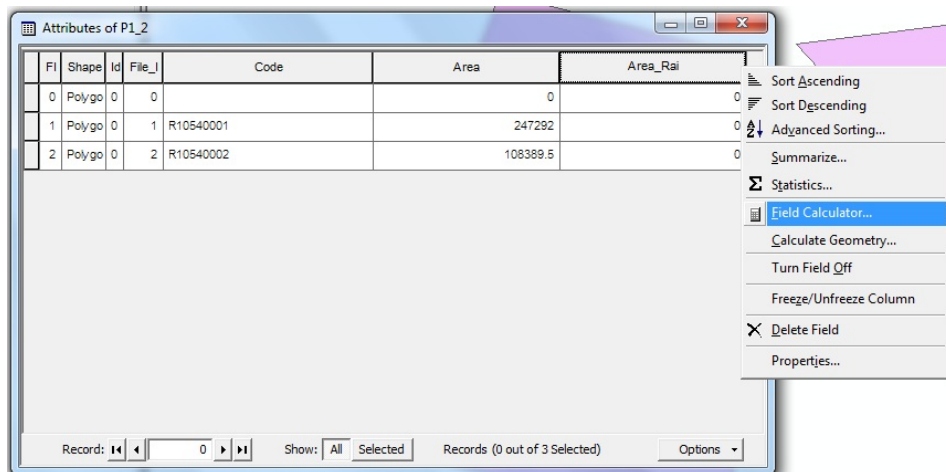 Attributes of P1_2
FI Shape Id File_I Code Area Area_Rai
0 Polygo 0 0 0 0
1 Polygo 0 1 R10540001 247292 0
2 Polygo 0 2 R10540002 108389.5 0
Sort Ascending
Sort Descending
Advanced Sorting...
Summarize...
Statistics...
Field Calculator...
Calculate Geometry...
Turn Field Off
Freeze/Unfreeze Column
Delete Field
Properties...
Record: 0 Show: All Selected Records (0 out of 3 Selected) Options